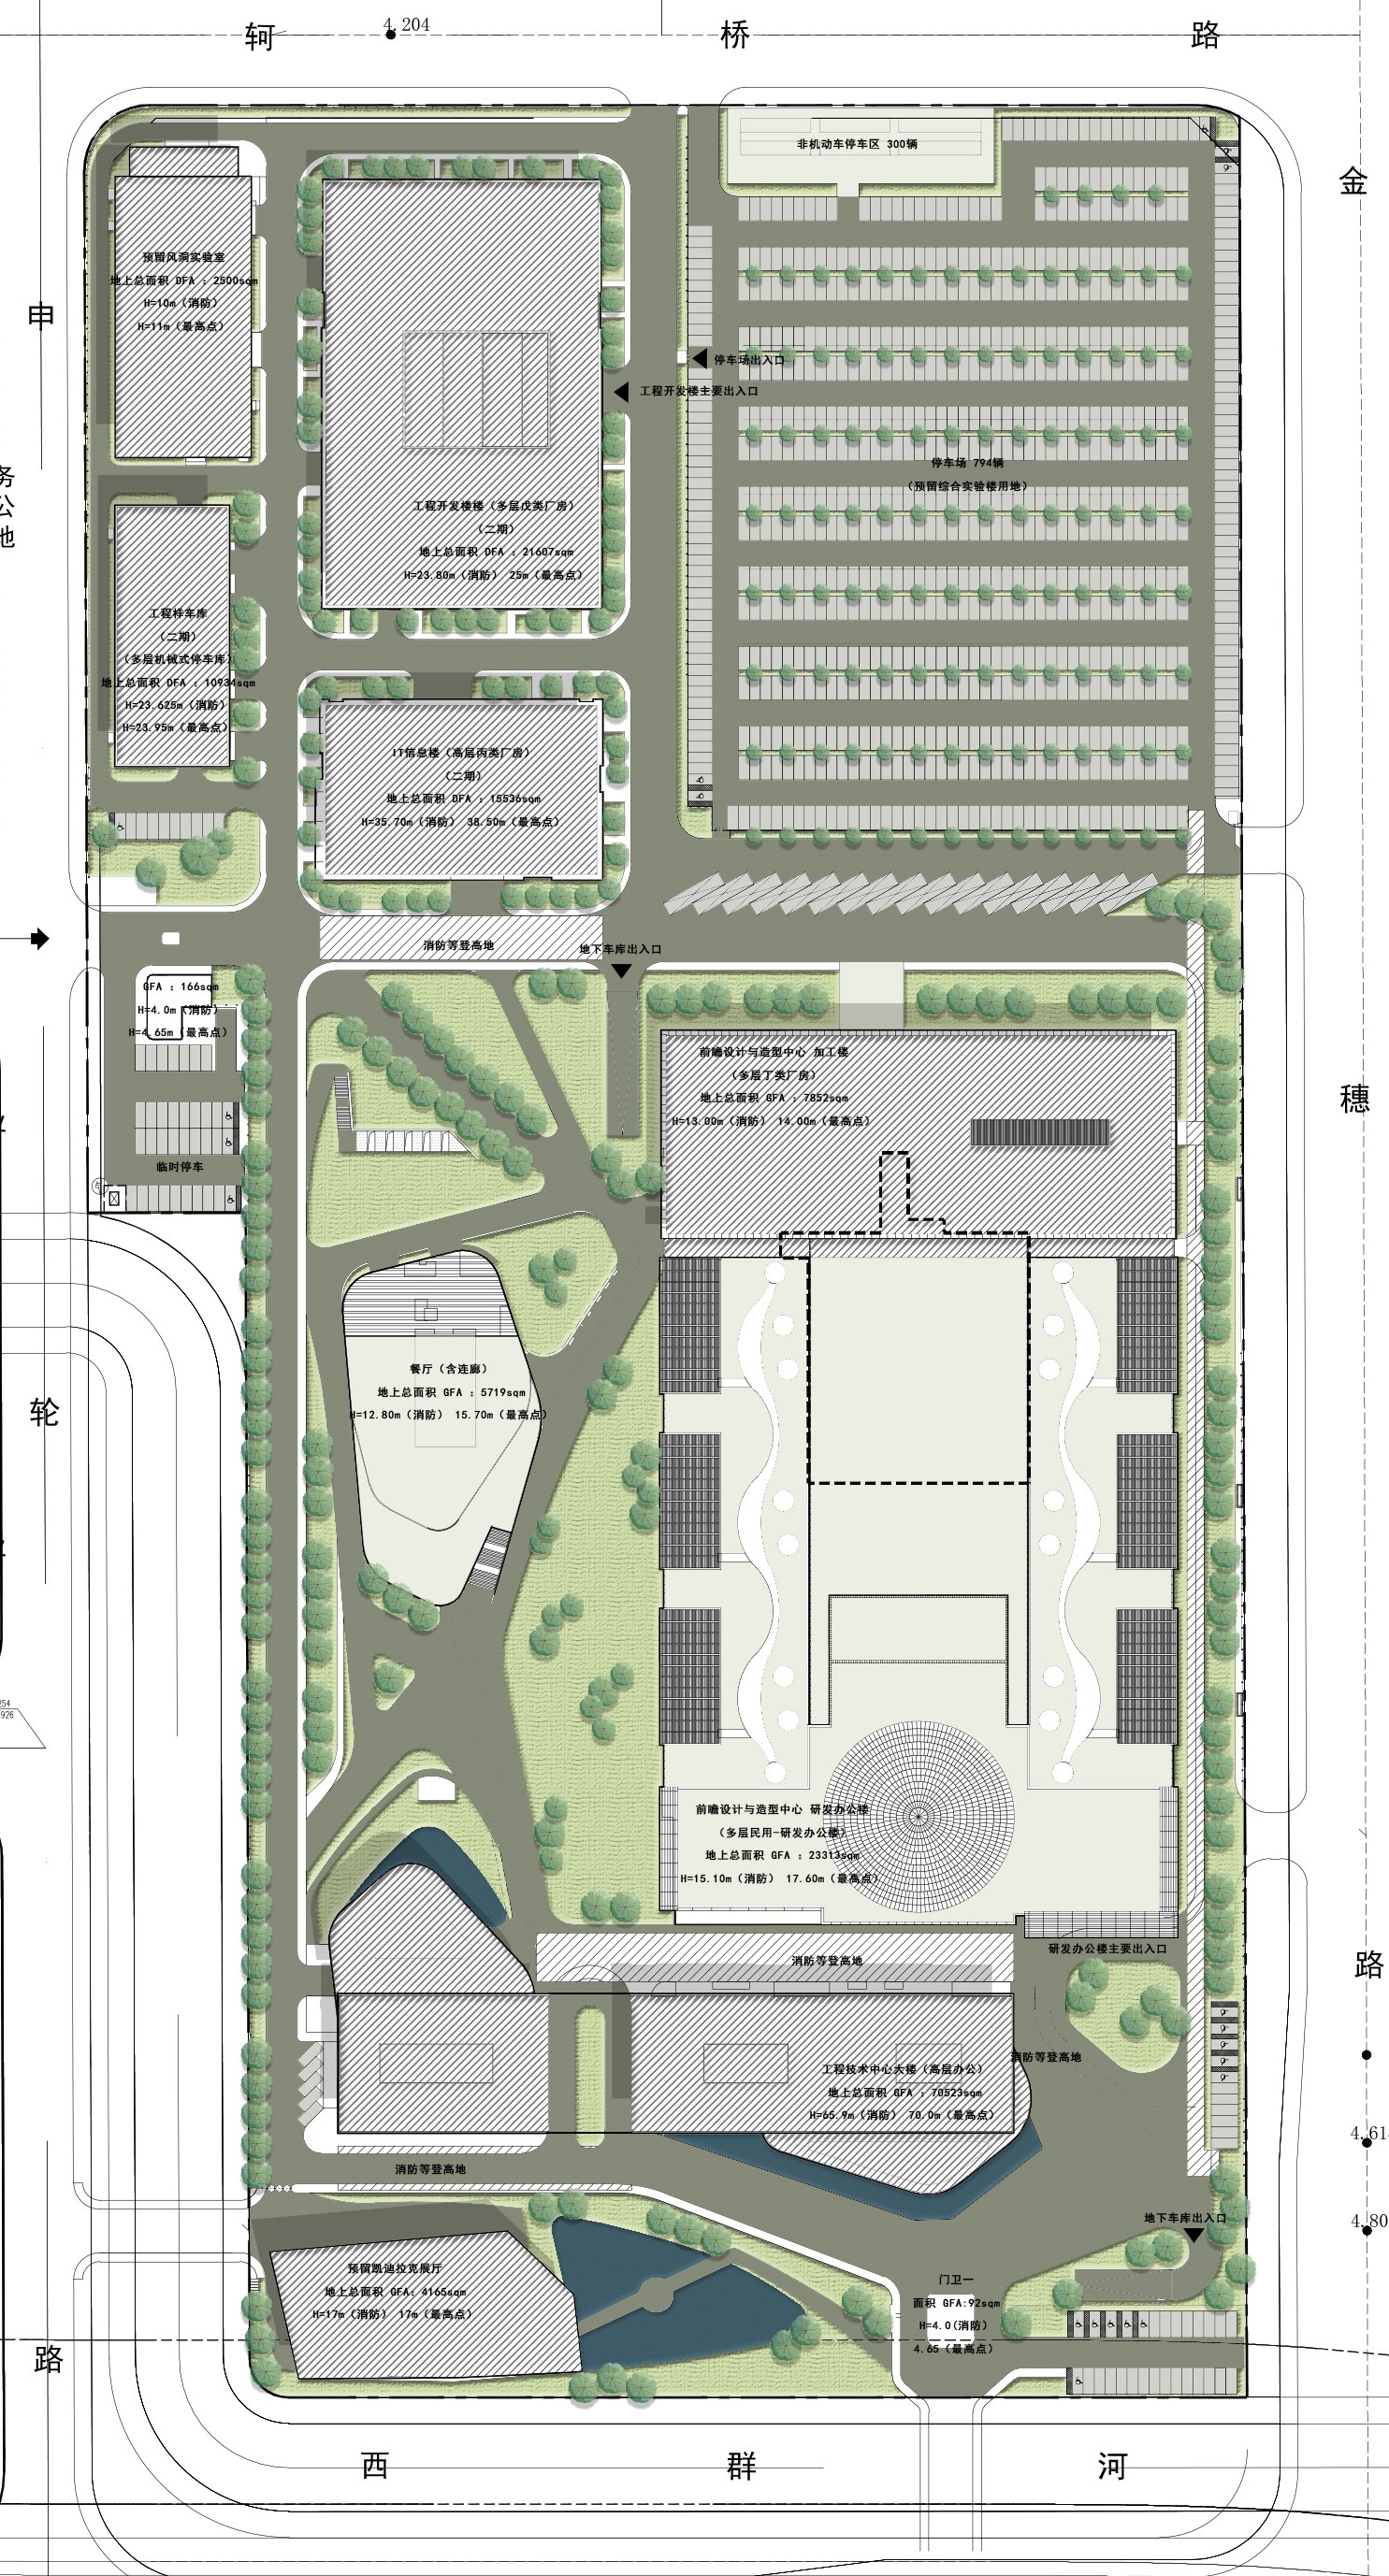 轲 桥 路
4.204
金
穗
路
申
轮
路
务
公
地
西 群 河
非机动车停车区 300辆
预留风洞实验室
地上总面积 DFA : 2500sqm
H=10m（消防）
H=11m（最高点）
停车场出入口
工程开发楼主要出入口
停车场 794辆
（预留综合实验楼用地）
工程开发楼楼（多层戊类厂房）
（二期）
地上总面积 DFA : 21607sqm
H=23.80m（消防） 25m（最高点）
工程样车库
（二期）
（多层机械式停车库）
地上总面积 DFA : 10934sqm
H=23.625m（消防）
H=23.95m（最高点）
IT信息楼（高层丙类厂房）
（二期）
地上总面积 DFA : 15536sqm
H=35.70m（消防） 38.50m（最高点）
消防等登高地
地下车库出入口
GFA : 166sqm
H=4.0m（消防）
H=4.65m（最高点）
临时停车
前瞻设计与造型中心 加工楼
（多层丁类厂房）
地上总面积 GFA : 7852sqm
H=13.00m（消防） 14.00m（最高点）
餐厅（含连廊）
地上总面积 GFA : 5719sqm
H=12.80m（消防） 15.70m（最高点）
254
926
前瞻设计与造型中心 研发办公楼
（多层民用-研发办公楼）
地上总面积 GFA : 23313sqm
H=15.10m（消防） 17.60m（最高点）
研发办公楼主要出入口
消防等登高地
消防等登高地
工程技术中心大楼（高层办公）
地上总面积 GFA : 70523sqm
H=65.9m（消防） 70.0m（最高点）
消防等登高地
4.61
4.80
地下车库出入口
预留凯迪拉克展厅
地上总面积 GFA: 4165sqm
H=17m（消防） 17m（最高点）
门卫一
面积 GFA:92sqm
H=4.0(消防)
4.65（最高点）